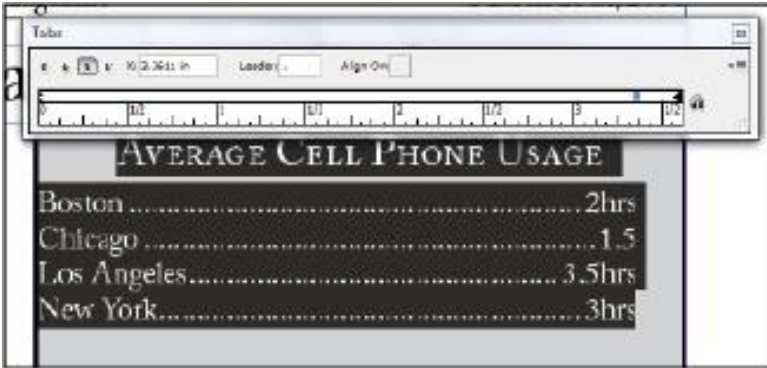 Tabs
X: 3.3611 in Leader: . Align On:
0 1/2 1 1/2 2 1/2 3 1/2
AVERAGE CELL PHONE USAGE
Boston ........................................................ 2hrs
Chicago ........................................................ 1.5
Los Angeles ................................................ 3.5hrs
New York ..................................................... 3hrs